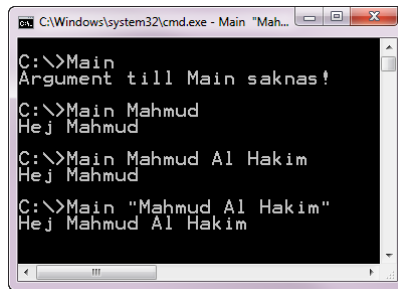 C:\Windows\system32\cmd.exe - Main "Mah...
C:\>Main
Argument till Main saknas!
C:\>Main Mahmud
Hej Mahmud
C:\>Main Mahmud Al Hakim
Hej Mahmud
C:\>Main "Mahmud Al Hakim"
Hej Mahmud Al Hakim